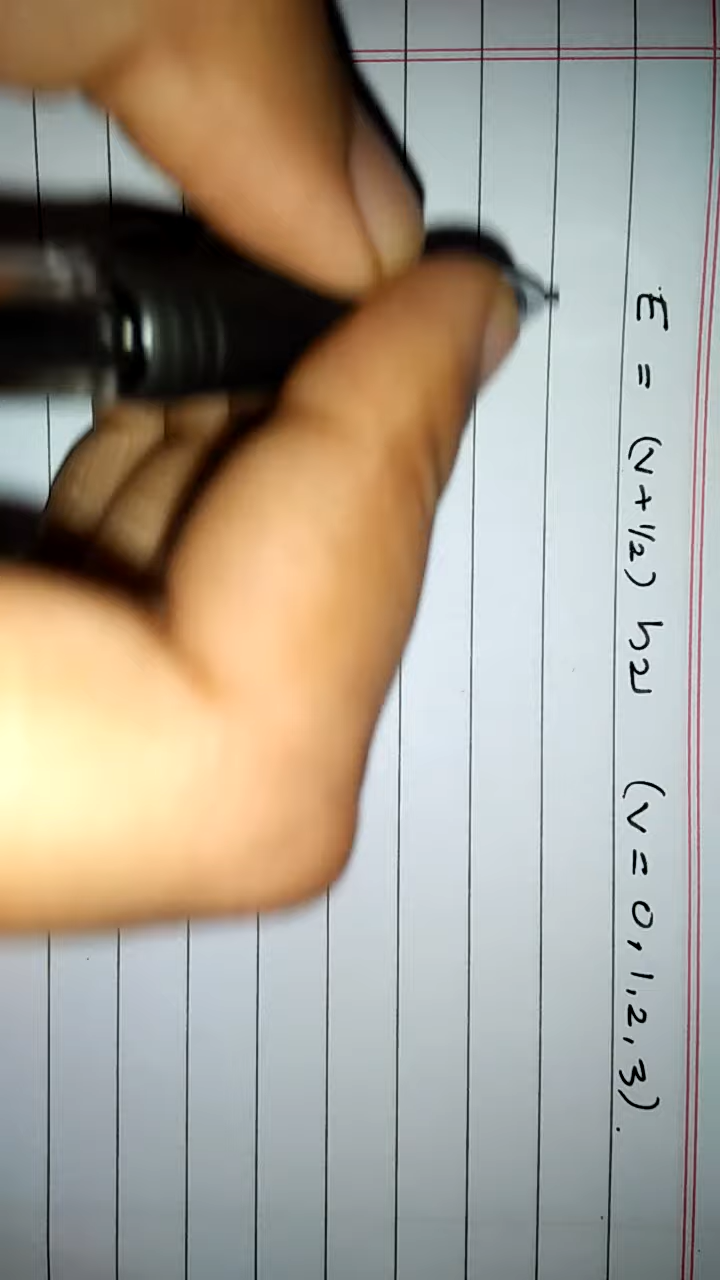 E = (v+1/2) hν (v = 0,1,2,3).